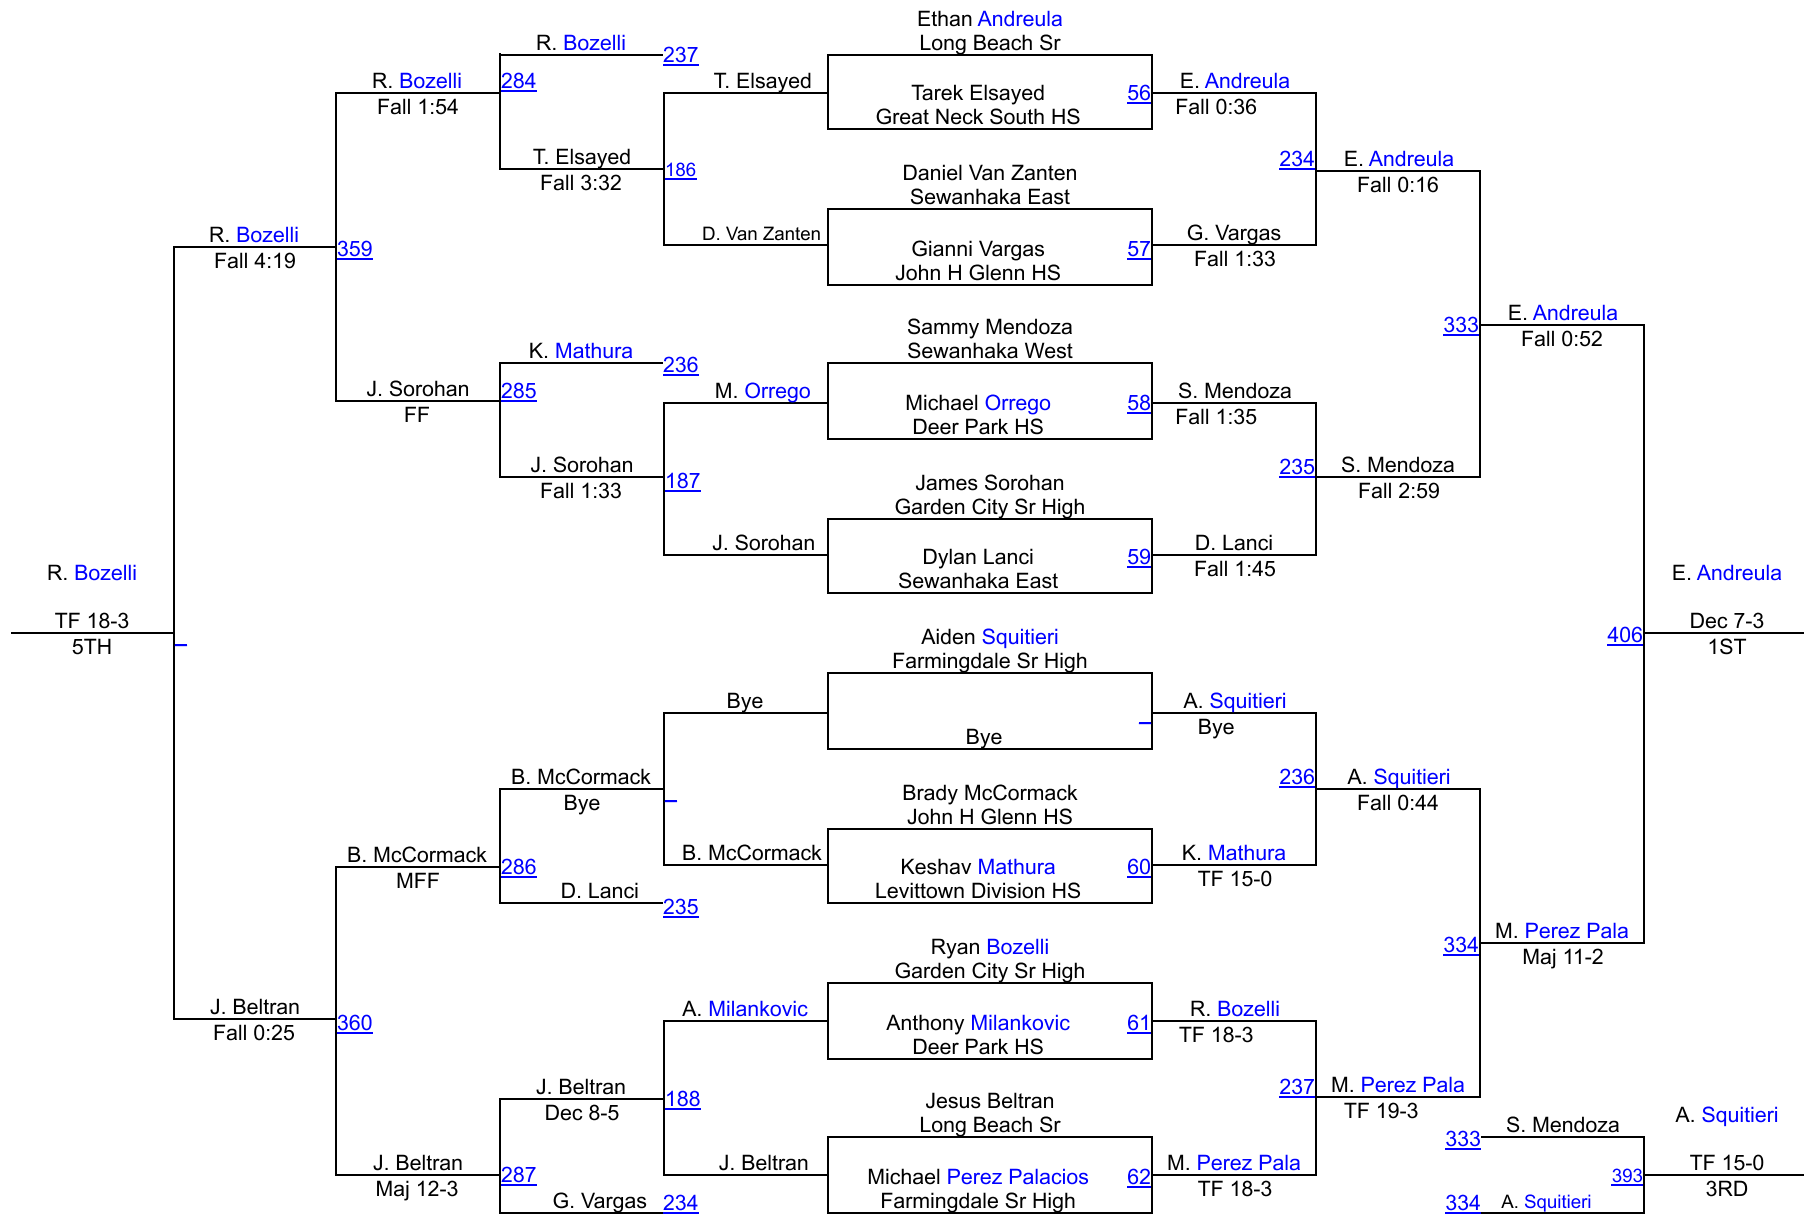 Ethan Andreula
Long Beach Sr
R. Bozelli
237
R. Bozelli
284
T. Elsayed
Tarek Elsayed
56
E. Andreula
Fall 1:54
Great Neck South HS
Fall 0:36
T. Elsayed
186
Daniel Van Zanten
234
E. Andreula
Fall 3:32
Sewanhaka East
Fall 0:16
R. Bozelli
359
D. Van Zanten
Gianni Vargas
57
G. Vargas
Fall 4:19
John H Glenn HS
Fall 1:33
Sammy Mendoza
333
E. Andreula
K. Mathura
236
Sewanhaka West
Fall 0:52
J. Sorohan
285
M. Orrego
Michael Orrego
58
S. Mendoza
FF
Deer Park HS
Fall 1:35
J. Sorohan
187
James Sorohan
235
S. Mendoza
Fall 1:33
Garden City Sr High
Fall 2:59
J. Sorohan
Dylan Lanci
59
D. Lanci
R. Bozelli
Sewanhaka East
Fall 1:45
E. Andreula
TF 18-3
Aiden Squitieri
406
Dec 7-3
5TH
Farmingdale Sr High
1ST
Bye
A. Squitieri
Bye
Bye
B. McCormack
Brady McCormack
236
A. Squitieri
Bye
John H Glenn HS
Fall 0:44
B. McCormack
286
B. McCormack
Keshav Mathura
60
K. Mathura
MFF
D. Lanci
235
Levittown Division HS
TF 15-0
Ryan Bozelli
334
M. Perez Pala
Garden City Sr High
Maj 11-2
J. Beltran
360
A. Milankovic
Anthony Milankovic
61
R. Bozelli
Fall 0:25
Deer Park HS
TF 18-3
J. Beltran
188
Jesus Beltran
237
M. Perez Pala
Dec 8-5
Long Beach Sr
TF 19-3
A. Squitieri
333
S. Mendoza
J. Beltran
287
J. Beltran
Michael Perez Palacios
62
M. Perez Pala
393
TF 15-0
Maj 12-3
G. Vargas
234
Farmingdale Sr High
TF 18-3
334
A. Squitieri
3RD